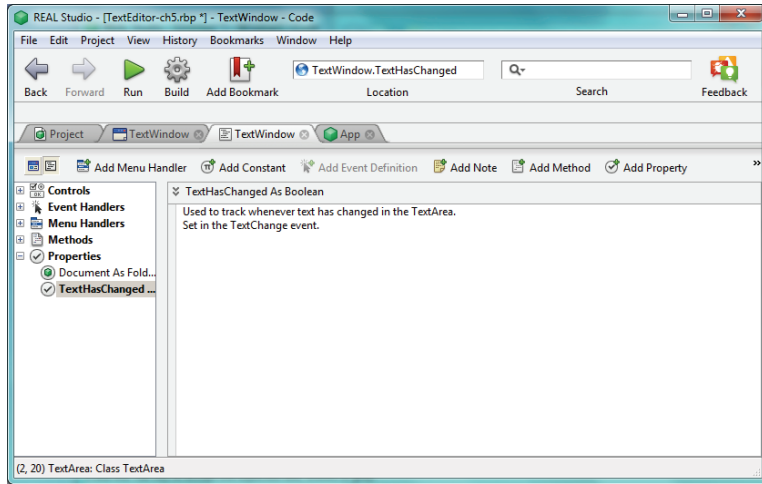 REAL Studio - [TextEditor-ch5.rbp *] - TextWindow - Code
File Edit Project View History Bookmarks Window Help
TextWindow.TextHasChanged
Back Forward Run Build Add Bookmark Location Search Feedback
Project TextWindow TextWindow App
Add Menu Handler Add Constant Add Event Definition Add Note Add Method Add Property »
Controls
Event Handlers
Menu Handlers
Methods
Properties
Document As Fold...
TextHasChanged ...
TextHasChanged As Boolean
Used to track whenever text has changed in the TextArea.
Set in the TextChange event.
(2, 20) TextArea: Class TextArea